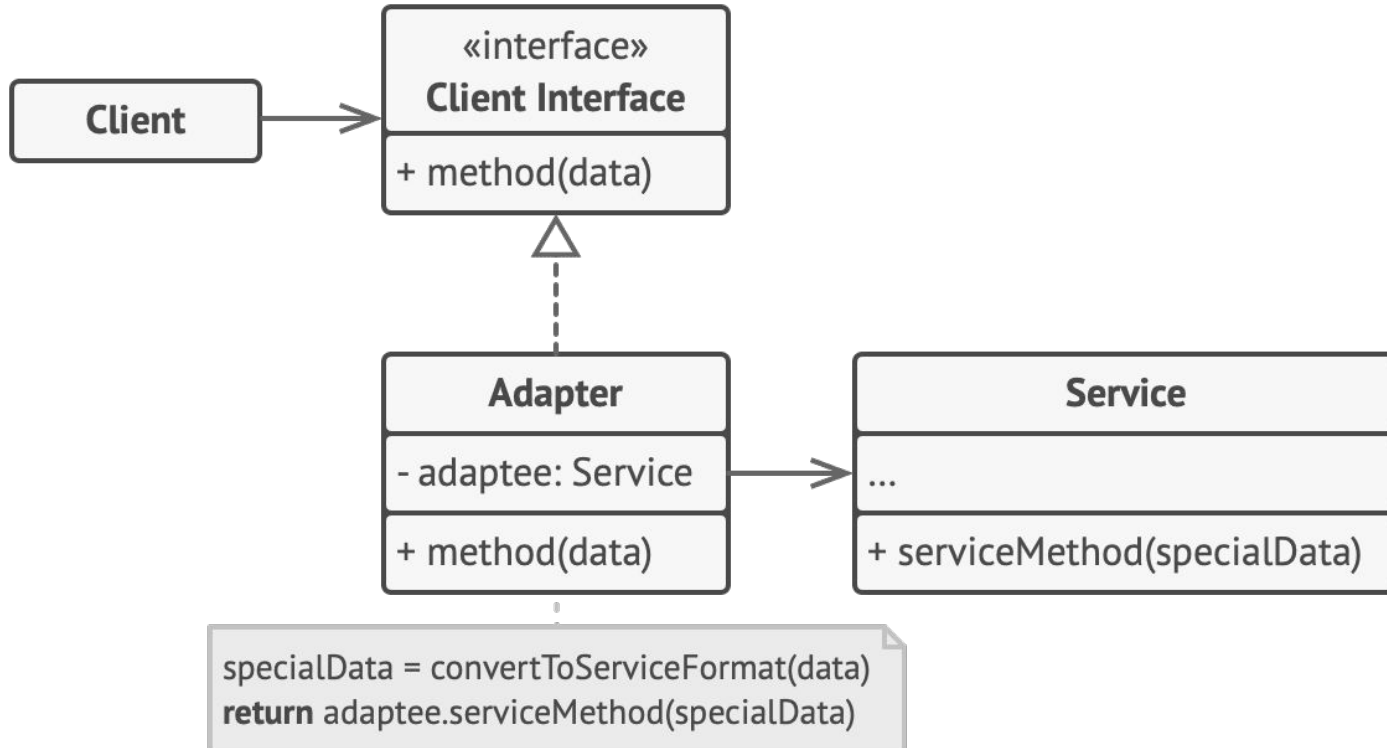 «interface»
Client Interface
Client
+ method(data)
Adapter
- adaptee: Service
+ method(data)
Service
...
+ serviceMethod(specialData)
specialData = convertToServiceFormat(data)
return adaptee.serviceMethod(specialData)